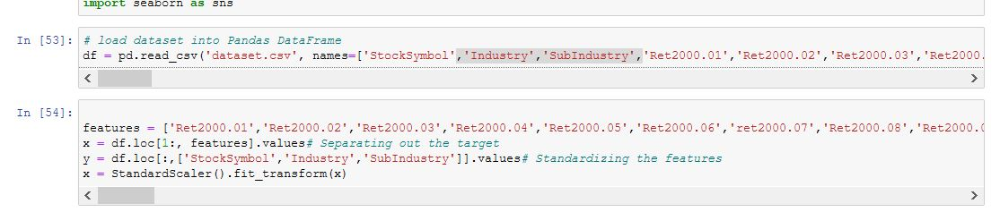 import seaborn as sns
In [53]:
# load dataset into Pandas DataFrame
df = pd.read_csv('dataset.csv', names=['StockSymbol','Industry','SubIndustry','Ret2000.01','Ret2000.02','Ret2000.03','Ret2000.
In [54]:
features = ['Ret2000.01','Ret2000.02','Ret2000.03','Ret2000.04','Ret2000.05','Ret2000.06','ret2000.07','Ret2000.08','Ret2000.0
x = df.loc[1:, features].values# Separating out the target
y = df.loc[:,['StockSymbol','Industry','SubIndustry']].values# Standardizing the features
x = StandardScaler().fit_transform(x)